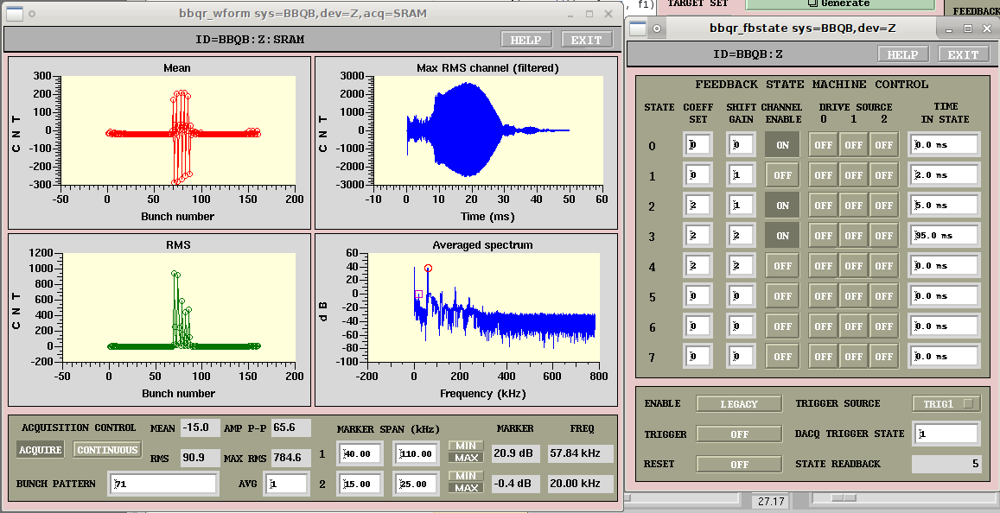 , f1)
TARGET SET
Generate
FEEDBACK
bbqr_wform sys=BBQB,dev=Z,acq=SRAM
ID=BBQB:Z:SRAM
HELP
EXIT
Mean
300
200
100
0
-100
-200
-300
C N T
-50 0 50 100 150 200
Bunch number
Max RMS channel (filtered)
3000
2000
1000
0
-1000
-2000
-3000
C N T
-10 0 10 20 30 40 50 60
Time (ms)
RMS
1200
1000
800
600
400
200
0
-200
C N T
-50 0 50 100 150 200
Bunch number
Averaged spectrum
60
40
20
0
-20
-40
-60
-80
-100
d B
-200 0 200 400 600 800
Frequency (kHz)
ACQUISITION CONTROL MEAN -15.0 AMP P-P 65.6
ACQUIRE CONTINUOUS RMS 90.9 MAX RMS 784.6
BUNCH PATTERN 71 AVG 1
MARKER SPAN (kHz) MARKER FREQ
1 40.00 110.00 MIN MAX 20.9 dB 57.84 kHz
2 15.00 25.00 MIN MAX -0.4 dB 20.00 kHz
bbqr_fbstate sys=BBQB,dev=Z
ID=BBQB:Z
HELP
EXIT
FEEDBACK STATE MACHINE CONTROL
STATE COEFF SHIFT CHANNEL DRIVE SOURCE TIME
SET GAIN ENABLE 0 1 2 IN STATE
0 0 0 ON OFF OFF OFF 0.0 ms
1 0 1 OFF OFF OFF OFF 2.0 ms
2 2 1 ON OFF OFF OFF 5.0 ms
3 2 2 ON OFF OFF OFF 95.0 ms
4 2 2 OFF OFF OFF OFF 0.0 ms
5 0 0 OFF OFF OFF OFF 0.0 ms
6 0 0 OFF OFF OFF OFF 0.0 ms
7 0 0 OFF OFF OFF OFF 0.0 ms
ENABLE LEGACY TRIGGER SOURCE TRIG1
TRIGGER OFF DACQ TRIGGER STATE 1
RESET OFF STATE READBACK 5
27.17